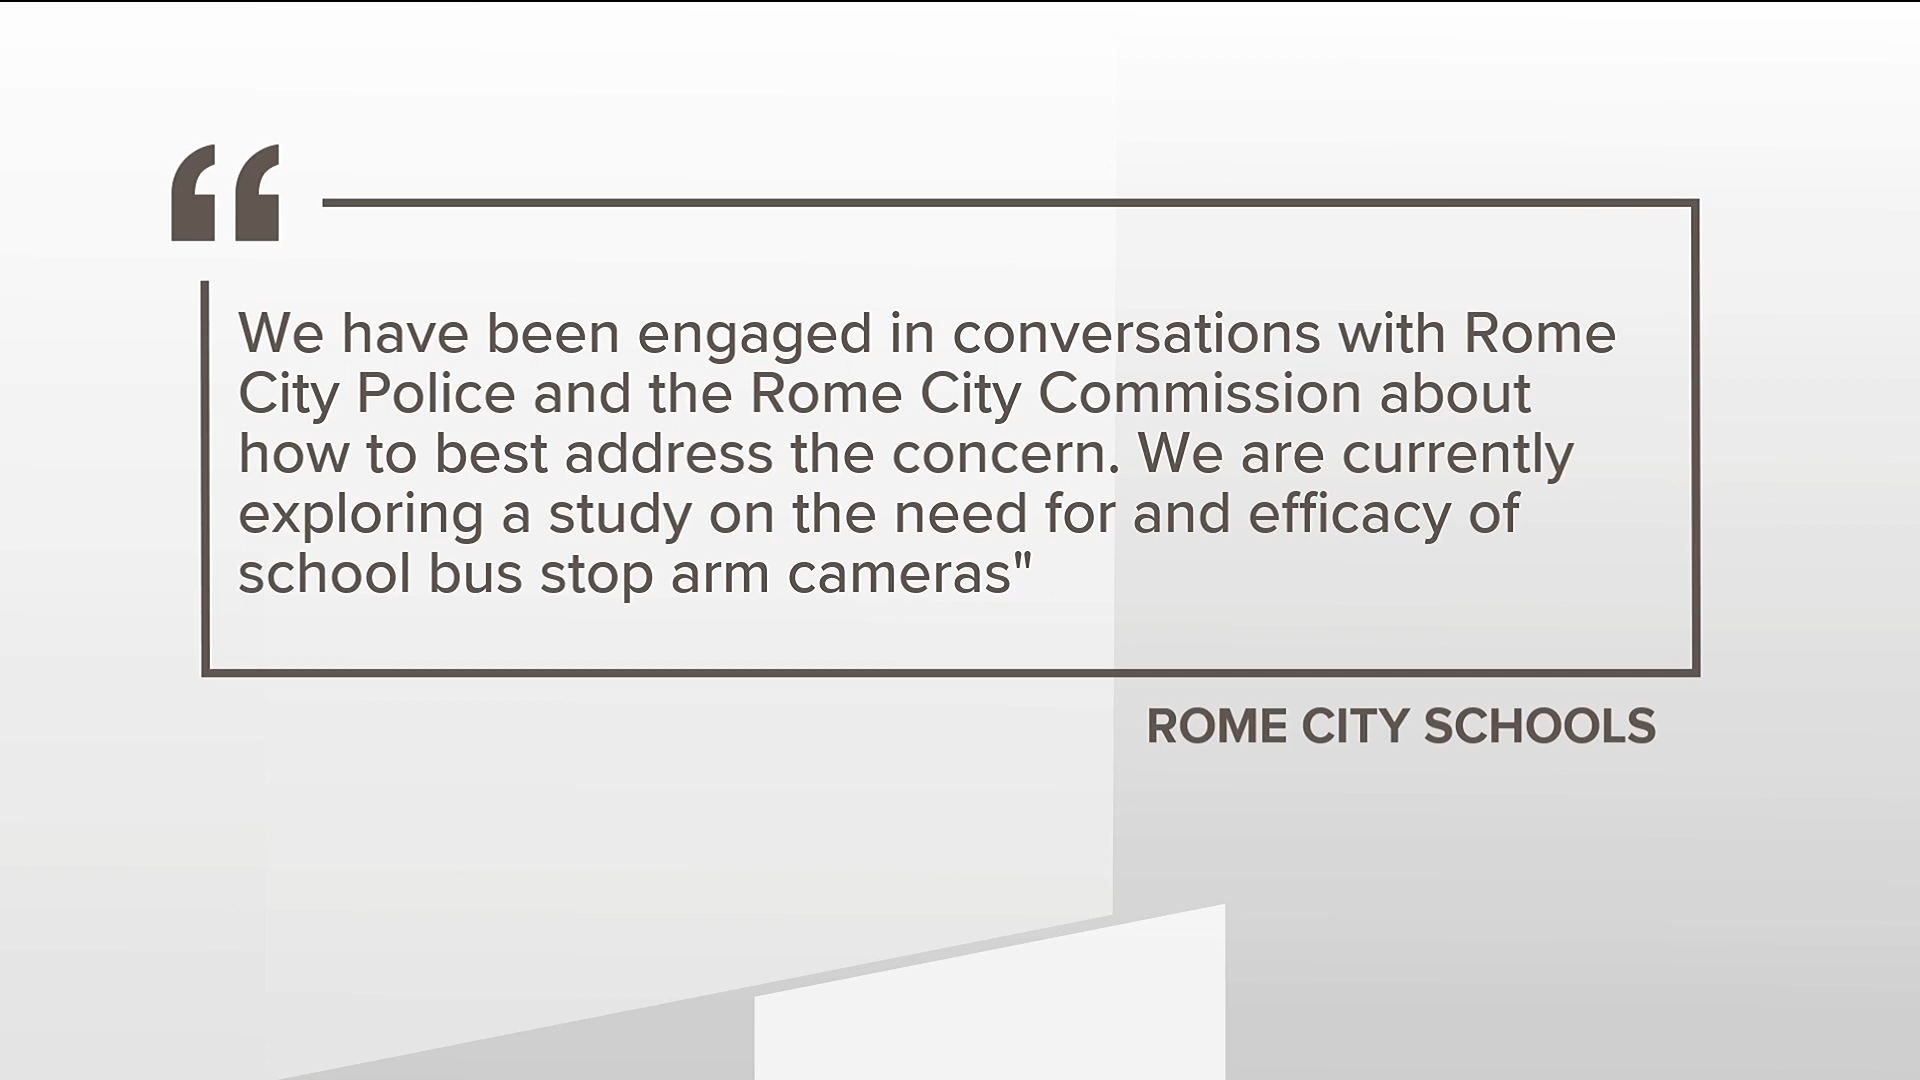 “
We have been engaged in conversations with Rome
City Police and the Rome City Commission about
how to best address the concern. We are currently
exploring a study on the need for and efficacy of
school bus stop arm cameras"
ROME CITY SCHOOLS